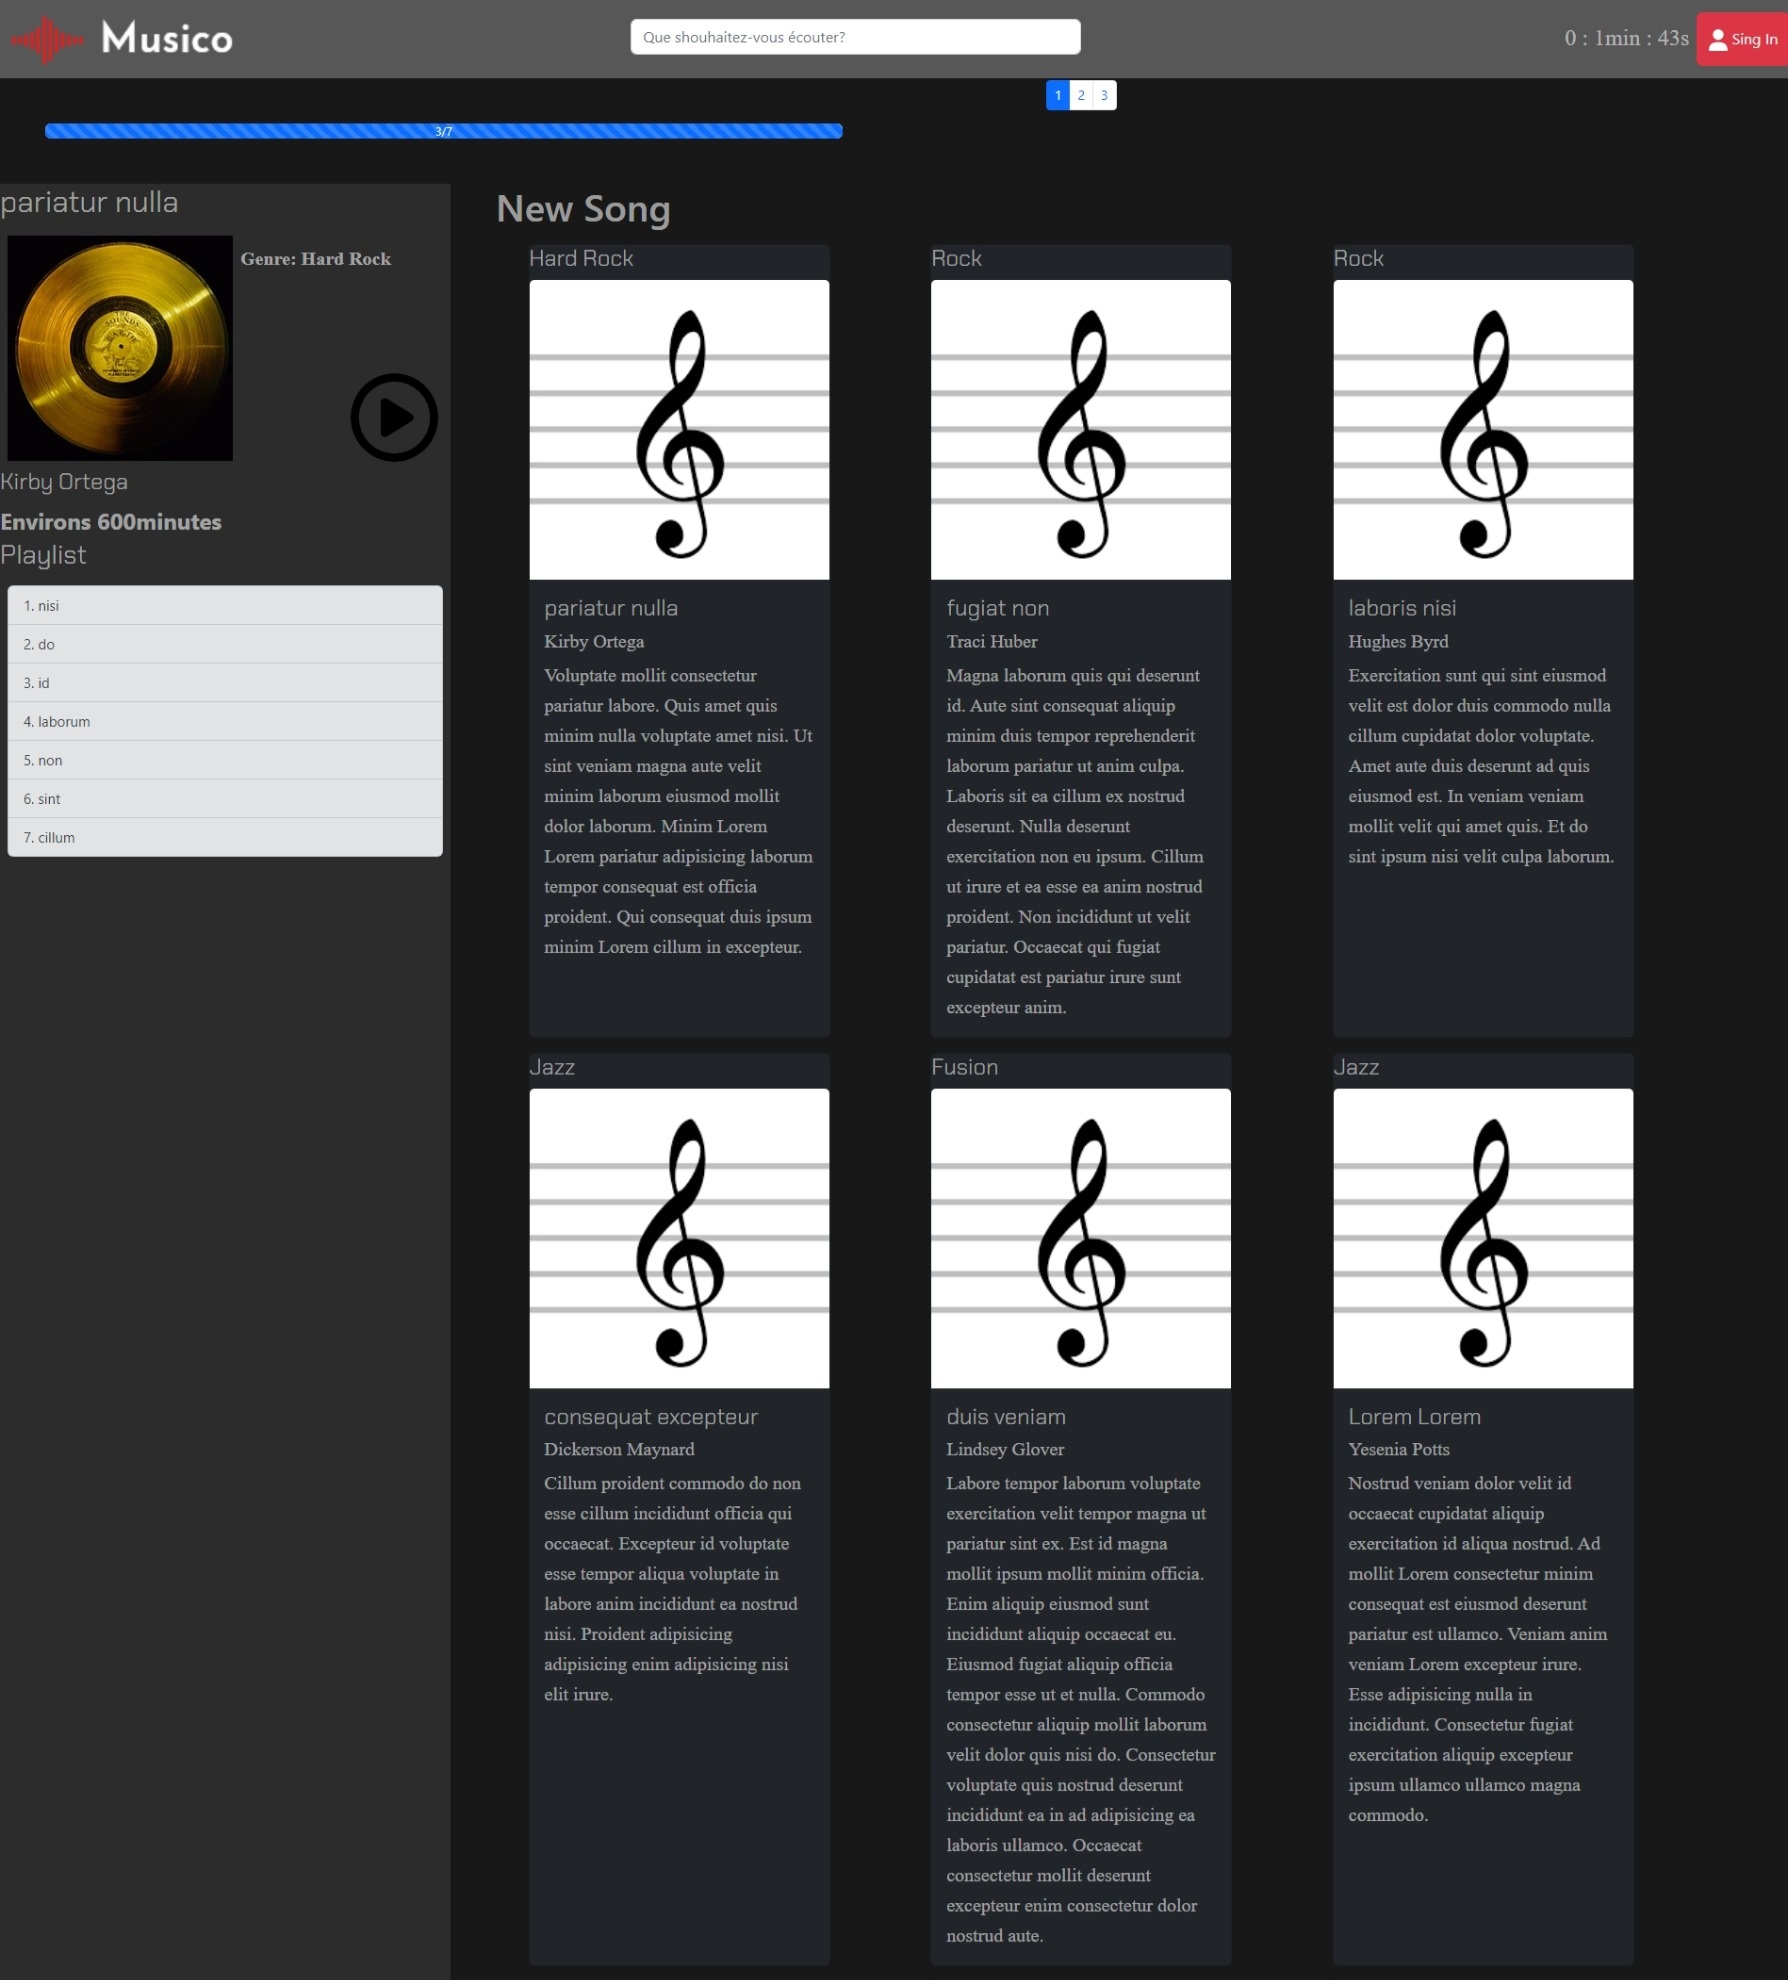 Musico
Que shouhaitez-vous écouter?
0 : 1min : 43s
Sing In
1 2 3
3/7
pariatur nulla
Genre: Hard Rock
THE
SOUNDS
Kirby Ortega
Environs 600minutes
Playlist
1. nisi
2. do
3. id
4. laborum
5. non
6. sint
7. cillum
New Song
Hard Rock
pariatur nulla
Kirby Ortega
Voluptate mollit consectetur
pariatur labore. Quis amet quis
minim nulla voluptate amet nisi. Ut
sint veniam magna aute velit
minim laborum eiusmod mollit
dolor laborum. Minim Lorem
Lorem pariatur adipisicing laborum
tempor consequat est officia
proident. Qui consequat duis ipsum
minim Lorem cillum in excepteur.
Rock
fugiat non
Traci Huber
Magna laborum quis qui deserunt
id. Aute sint consequat aliquip
minim duis tempor reprehenderit
laborum pariatur ut anim culpa.
Laboris sit ea cillum ex nostrud
deserunt. Nulla deserunt
exercitation non eu ipsum. Cillum
ut irure et ea esse ea anim nostrud
proident. Non incididunt ut velit
pariatur. Occaecat qui fugiat
cupidatat est pariatur irure sunt
excepteur anim.
Rock
laboris nisi
Hughes Byrd
Exercitation sunt qui sint eiusmod
velit est dolor duis commodo nulla
cillum cupidatat dolor voluptate.
Amet aute duis deserunt ad quis
eiusmod est. In veniam veniam
mollit velit qui amet quis. Et do
sint ipsum nisi velit culpa laborum.
Jazz
consequat excepteur
Dickerson Maynard
Cillum proident commodo do non
esse cillum incididunt officia qui
occaecat. Excepteur id voluptate
esse tempor aliqua voluptate in
labore anim incididunt ea nostrud
nisi. Proident adipisicing
adipisicing enim adipisicing nisi
elit irure.
Fusion
duis veniam
Lindsey Glover
Labore tempor laborum voluptate
exercitation velit tempor magna ut
pariatur sint ex. Est id magna
mollit ipsum mollit minim officia.
Enim aliquip eiusmod sunt
incididunt aliquip occaecat eu.
Eiusmod fugiat aliquip officia
tempor esse ut et nulla. Commodo
consectetur aliquip mollit laborum
velit dolor quis nisi do. Consectetur
voluptate quis nostrud deserunt
incididunt ea in ad adipisicing ea
laboris ullamco. Occaecat
consectetur mollit deserunt
excepteur enim consectetur dolor
nostrud aute.
Jazz
Lorem Lorem
Yesenia Potts
Nostrud veniam dolor velit id
occaecat cupidatat aliquip
exercitation id aliqua nostrud. Ad
mollit Lorem consectetur minim
consequat est eiusmod deserunt
pariatur est ullamco. Veniam anim
veniam Lorem excepteur irure.
Esse adipisicing nulla in
incididunt. Consectetur fugiat
exercitation aliquip excepteur
ipsum ullamco ullamco magna
commodo.